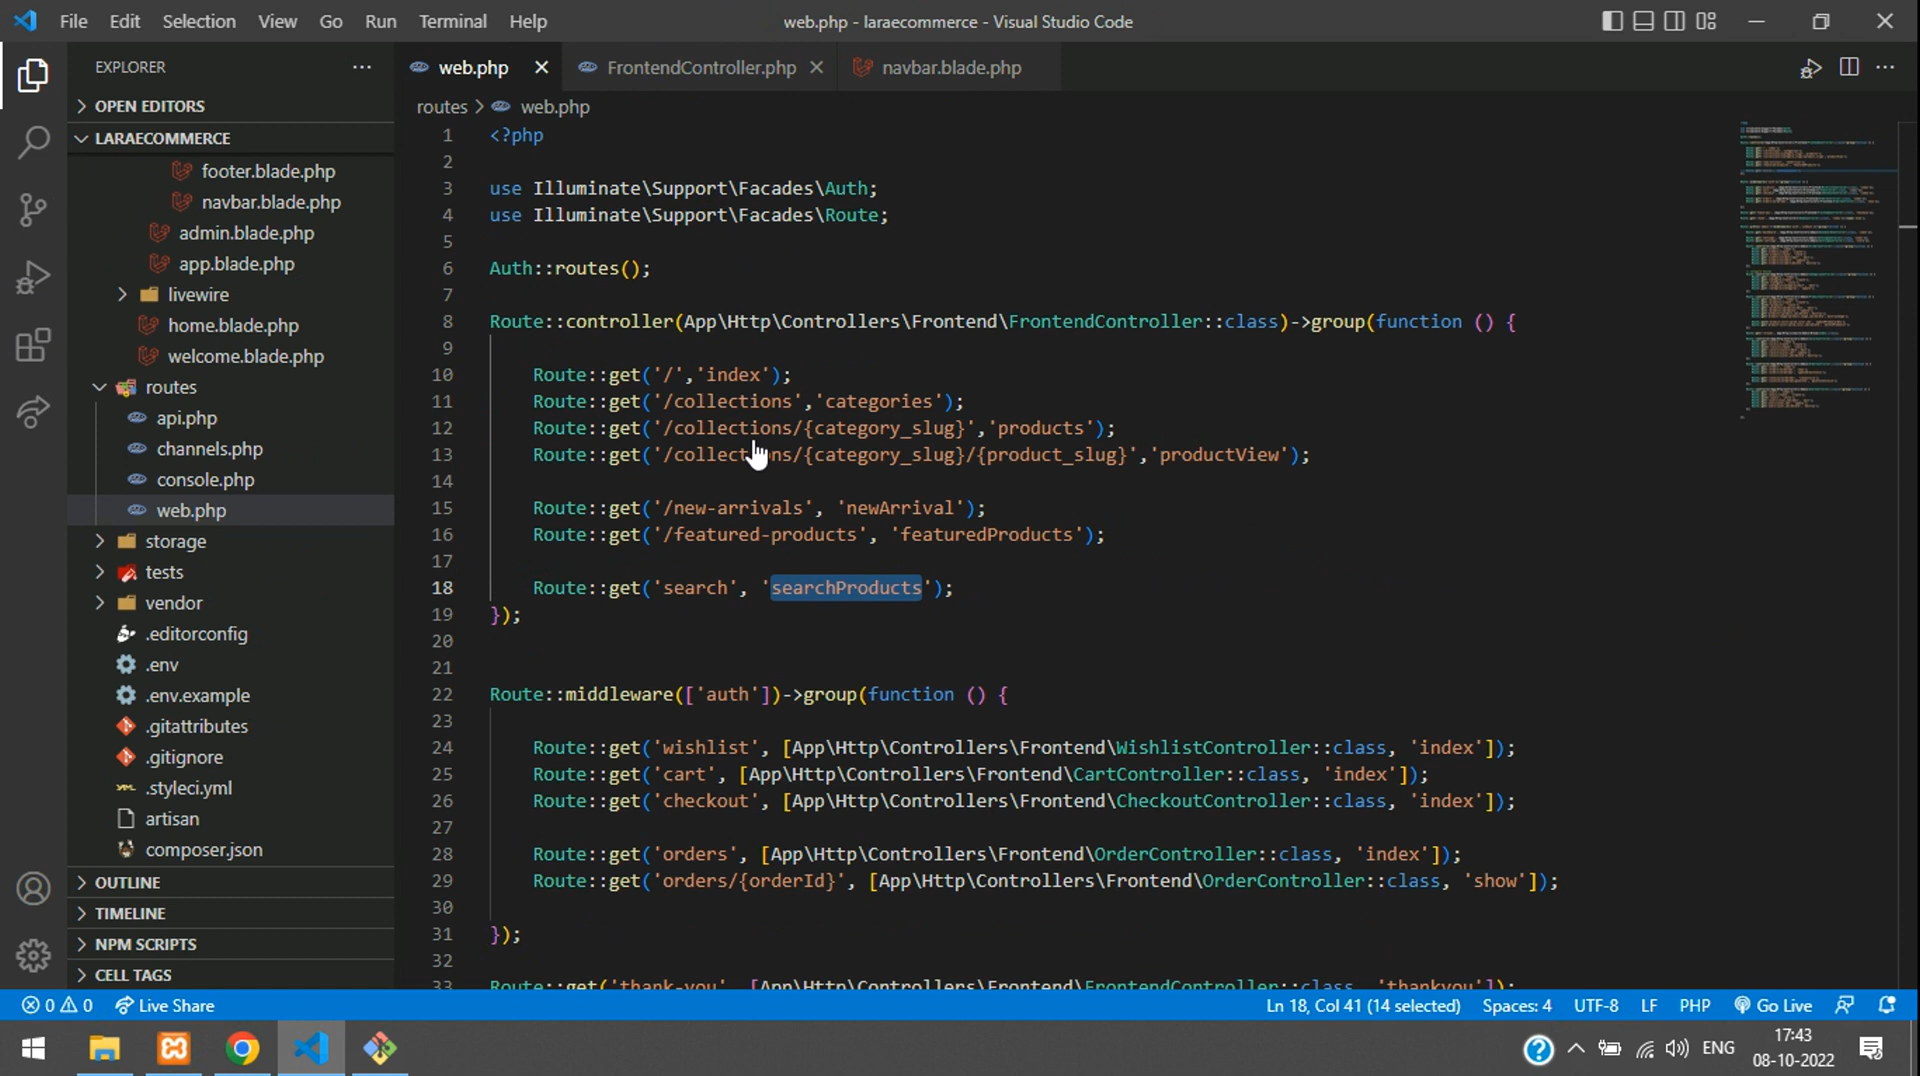 File Edit Selection View Go Run Terminal Help
web.php - laraecommerce - Visual Studio Code
EXPLORER
OPEN EDITORS
LARAECOMMERCE
footer.blade.php
navbar.blade.php
admin.blade.php
app.blade.php
livewire
home.blade.php
welcome.blade.php
routes
api.php
channels.php
console.php
web.php
storage
tests
vendor
.editorconfig
.env
.env.example
.gitattributes
.gitignore
.styleci.yml
artisan
composer.json
OUTLINE
TIMELINE
NPM SCRIPTS
CELL TAGS
web.php FrontendController.php navbar.blade.php
routes > web.php
1 <?php
2
3 use Illuminate\Support\Facades\Auth;
4 use Illuminate\Support\Facades\Route;
5
6 Auth::routes();
7
8 Route::controller(App\Http\Controllers\Frontend\FrontendController::class)->group(function () {
9
10 Route::get('/','index');
11 Route::get('/collections','categories');
12 Route::get('/collections/{category_slug}','products');
13 Route::get('/collections/{category_slug}/{product_slug}','productView');
14
15 Route::get('/new-arrivals', 'newArrival');
16 Route::get('/featured-products', 'featuredProducts');
17
18 Route::get('search', 'searchProducts');
19 });
20
21
22 Route::middleware(['auth'])->group(function () {
23
24 Route::get('wishlist', [App\Http\Controllers\Frontend\WishlistController::class, 'index']);
25 Route::get('cart', [App\Http\Controllers\Frontend\CartController::class, 'index']);
26 Route::get('checkout', [App\Http\Controllers\Frontend\CheckoutController::class, 'index']);
27
28 Route::get('orders', [App\Http\Controllers\Frontend\OrderController::class, 'index']);
29 Route::get('orders/{orderId}', [App\Http\Controllers\Frontend\OrderController::class, 'show']);
30
31 });
32
33 Route::get('thank-you', [App\Http\Controllers\Frontend\FrontendController::class, 'thankyou']);
0 0 Live Share
Ln 18, Col 41 (14 selected) Spaces: 4 UTF-8 LF PHP Go Live
ENG
17:43
08-10-2022